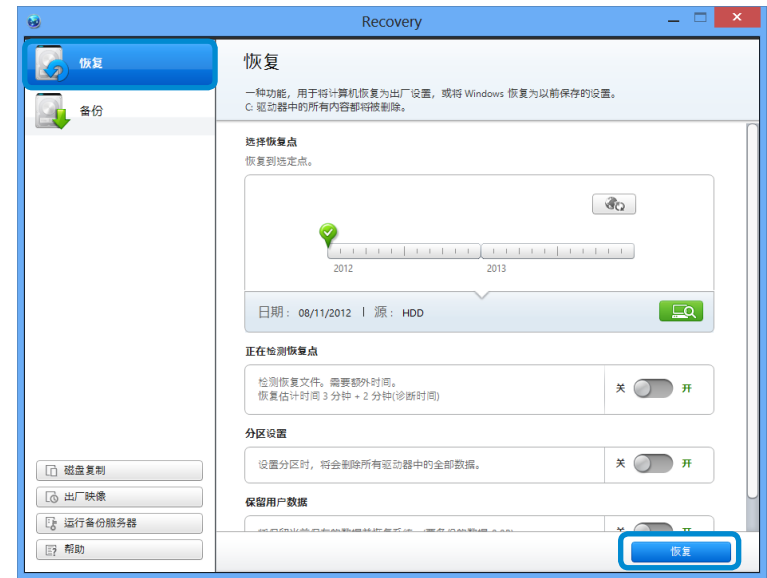 Recovery
恢复
备份
恢复
一种功能，用于将计算机恢复为出厂设置，或将 Windows 恢复为以前保存的设置。
C: 驱动器中的所有内容都将被删除。
选择恢复点
恢复到选定点。
2012 2013
日期： 08/11/2012 | 源： HDD
正在检测恢复点
检测恢复文件。需要额外时间。
恢复估计时间 3 分钟 + 2 分钟(诊断时间)
关 开
分区设置
设置分区时，将会删除所有驱动器中的全部数据。
关 开
保留用户数据
磁盘复制
出厂映像
运行备份服务器
帮助
恢复